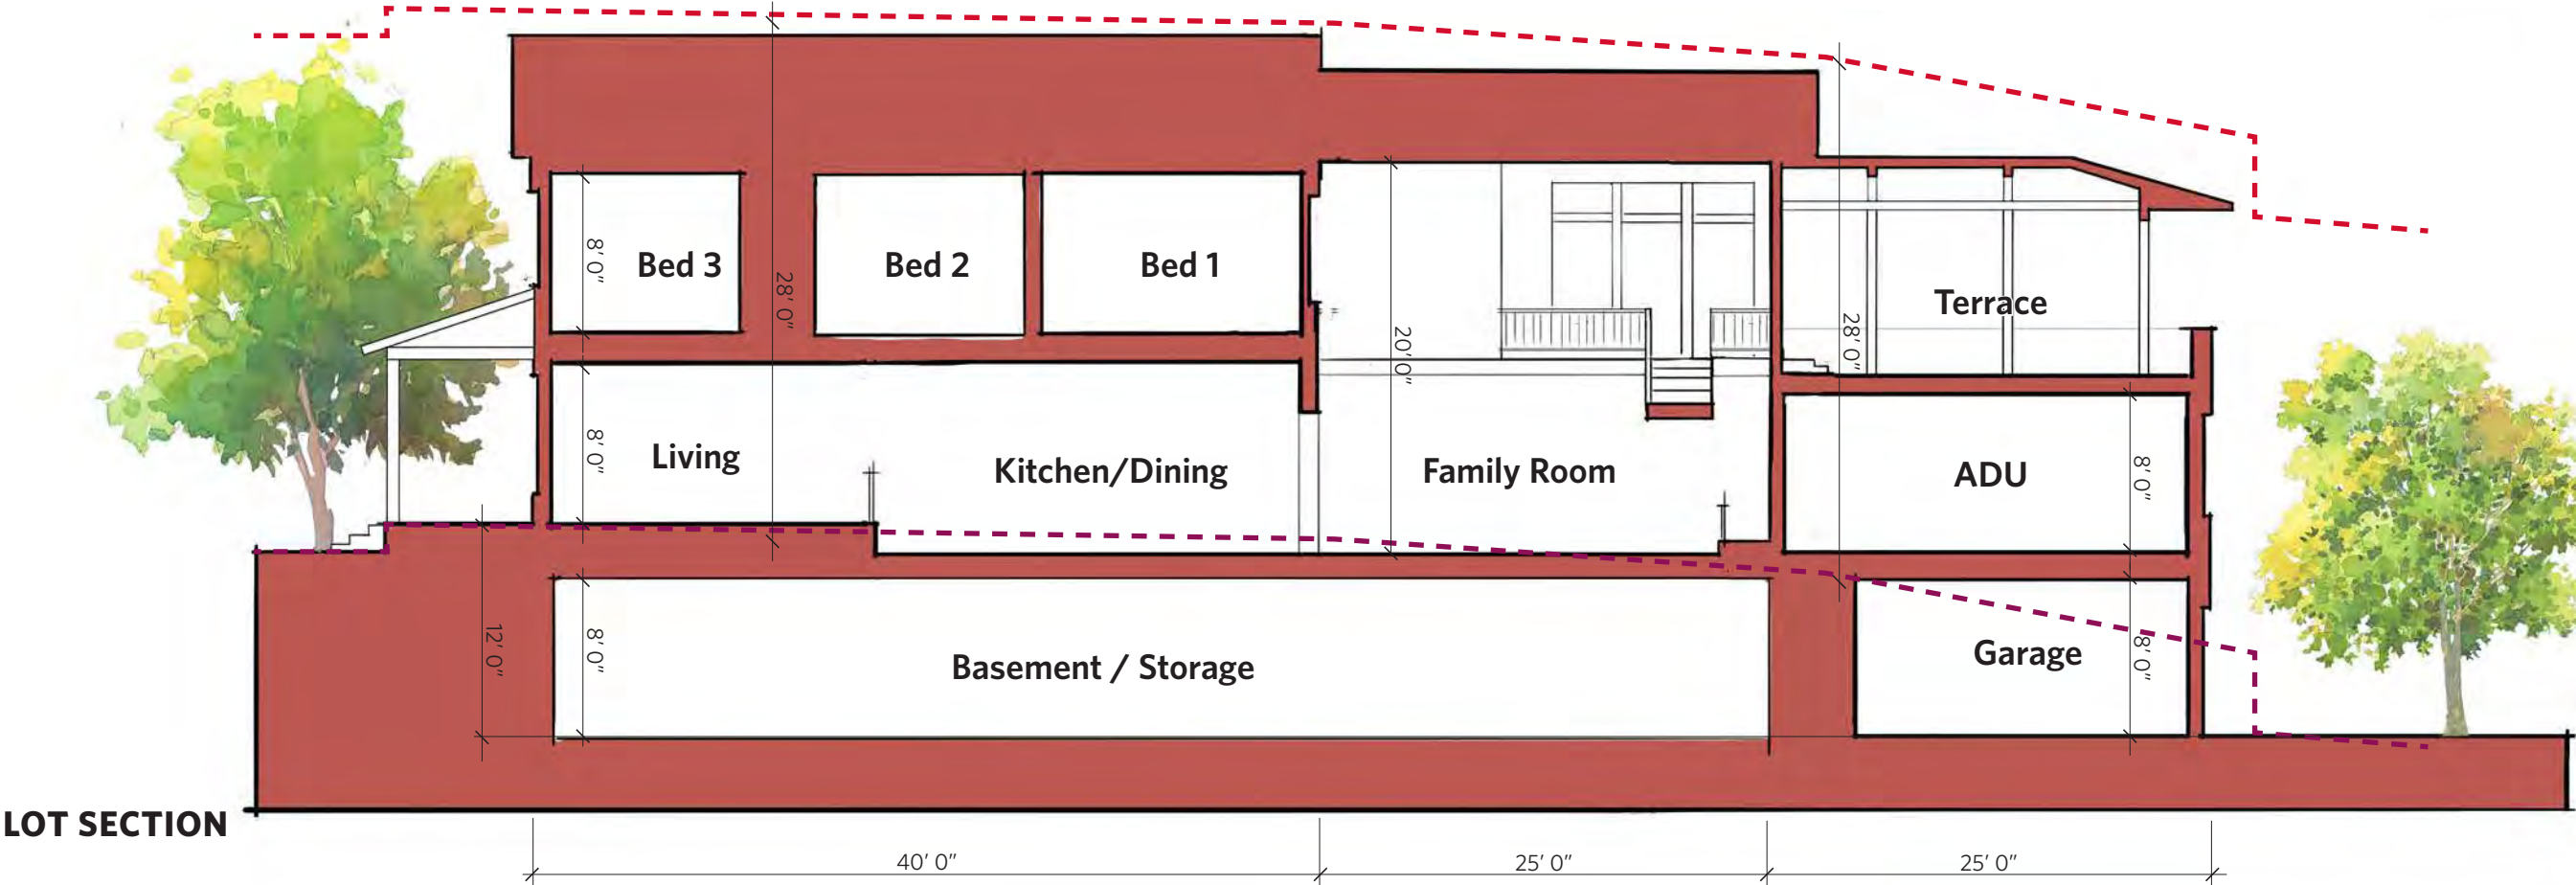 8' 0"
Bed 3
28' 0"
Bed 2
Bed 1
20' 0"
28' 0"
Terrace
8' 0"
Living
Kitchen/Dining
Family Room
ADU
8' 0"
12' 0"
8' 0"
Basement / Storage
Garage
8' 0"
LOT SECTION
40' 0"
25' 0"
25' 0"